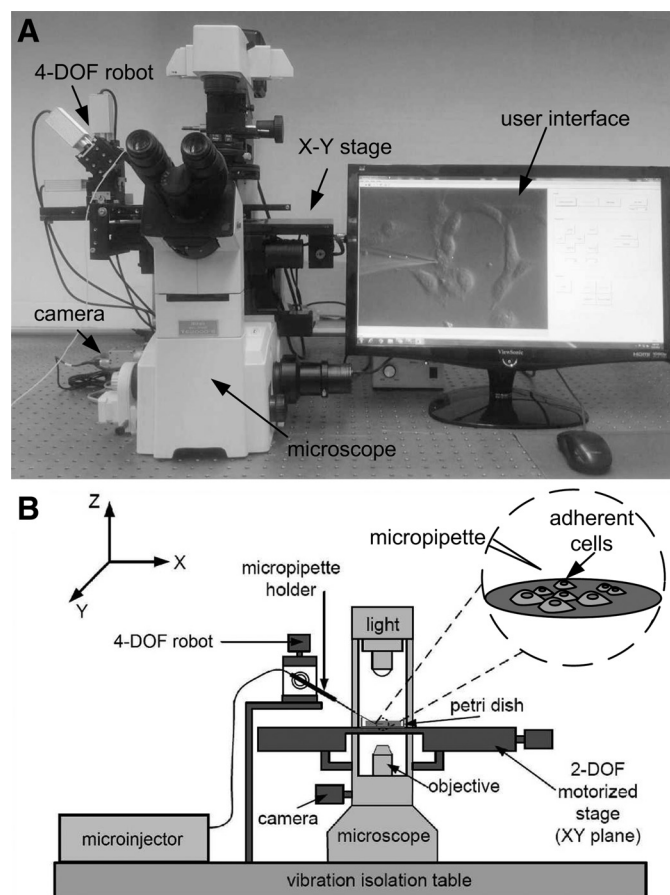 A
4-DOF robot
user interface
X-Y stage
camera
microscope
ViewSonic
HDMI
B
Z
X
Y
micropipette
adherent
cells
micropipette
holder
light
4-DOF robot
petri dish
objective
2-DOF
motorized
stage
(XY plane)
camera
microinjector
microscope
vibration isolation table